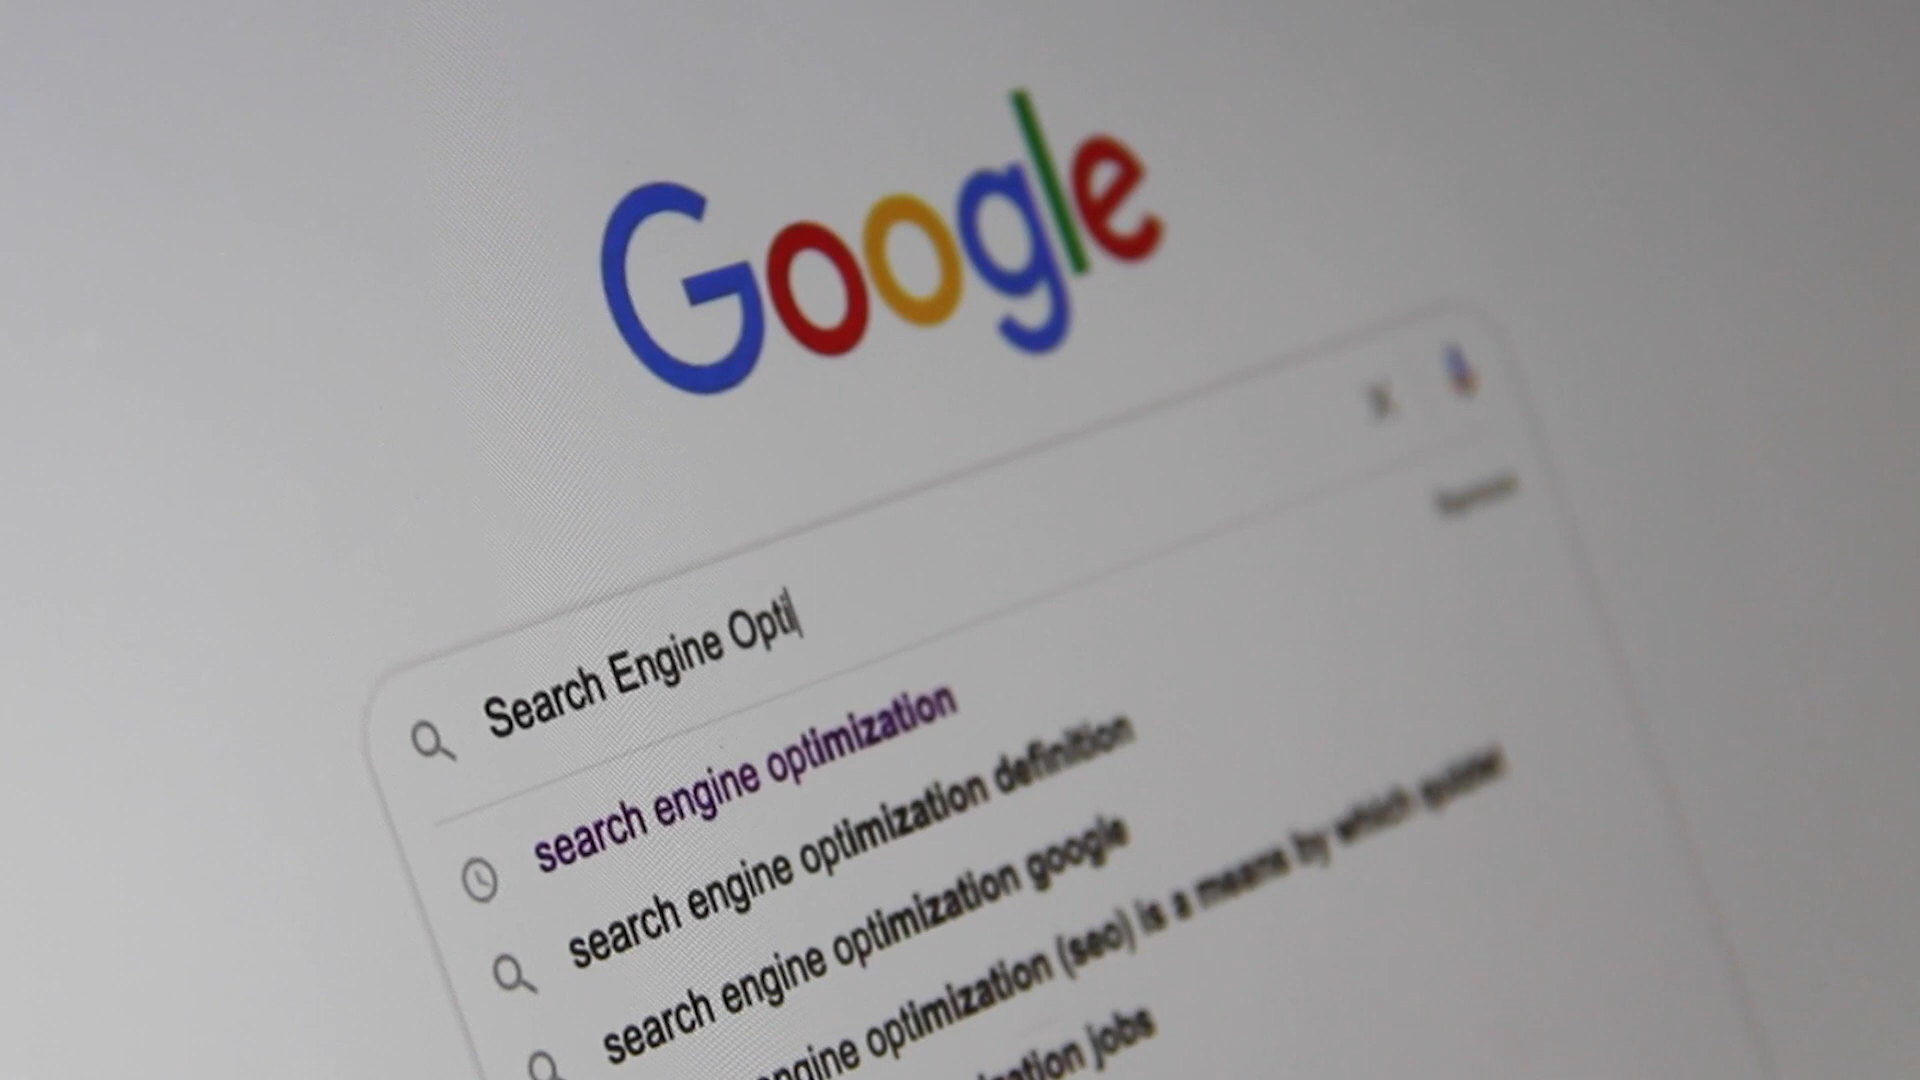 Google
Search Engine Opti
search engine optimization
search engine optimization definition
search engine optimization google
engine optimization (seo) is a means by which
jobs